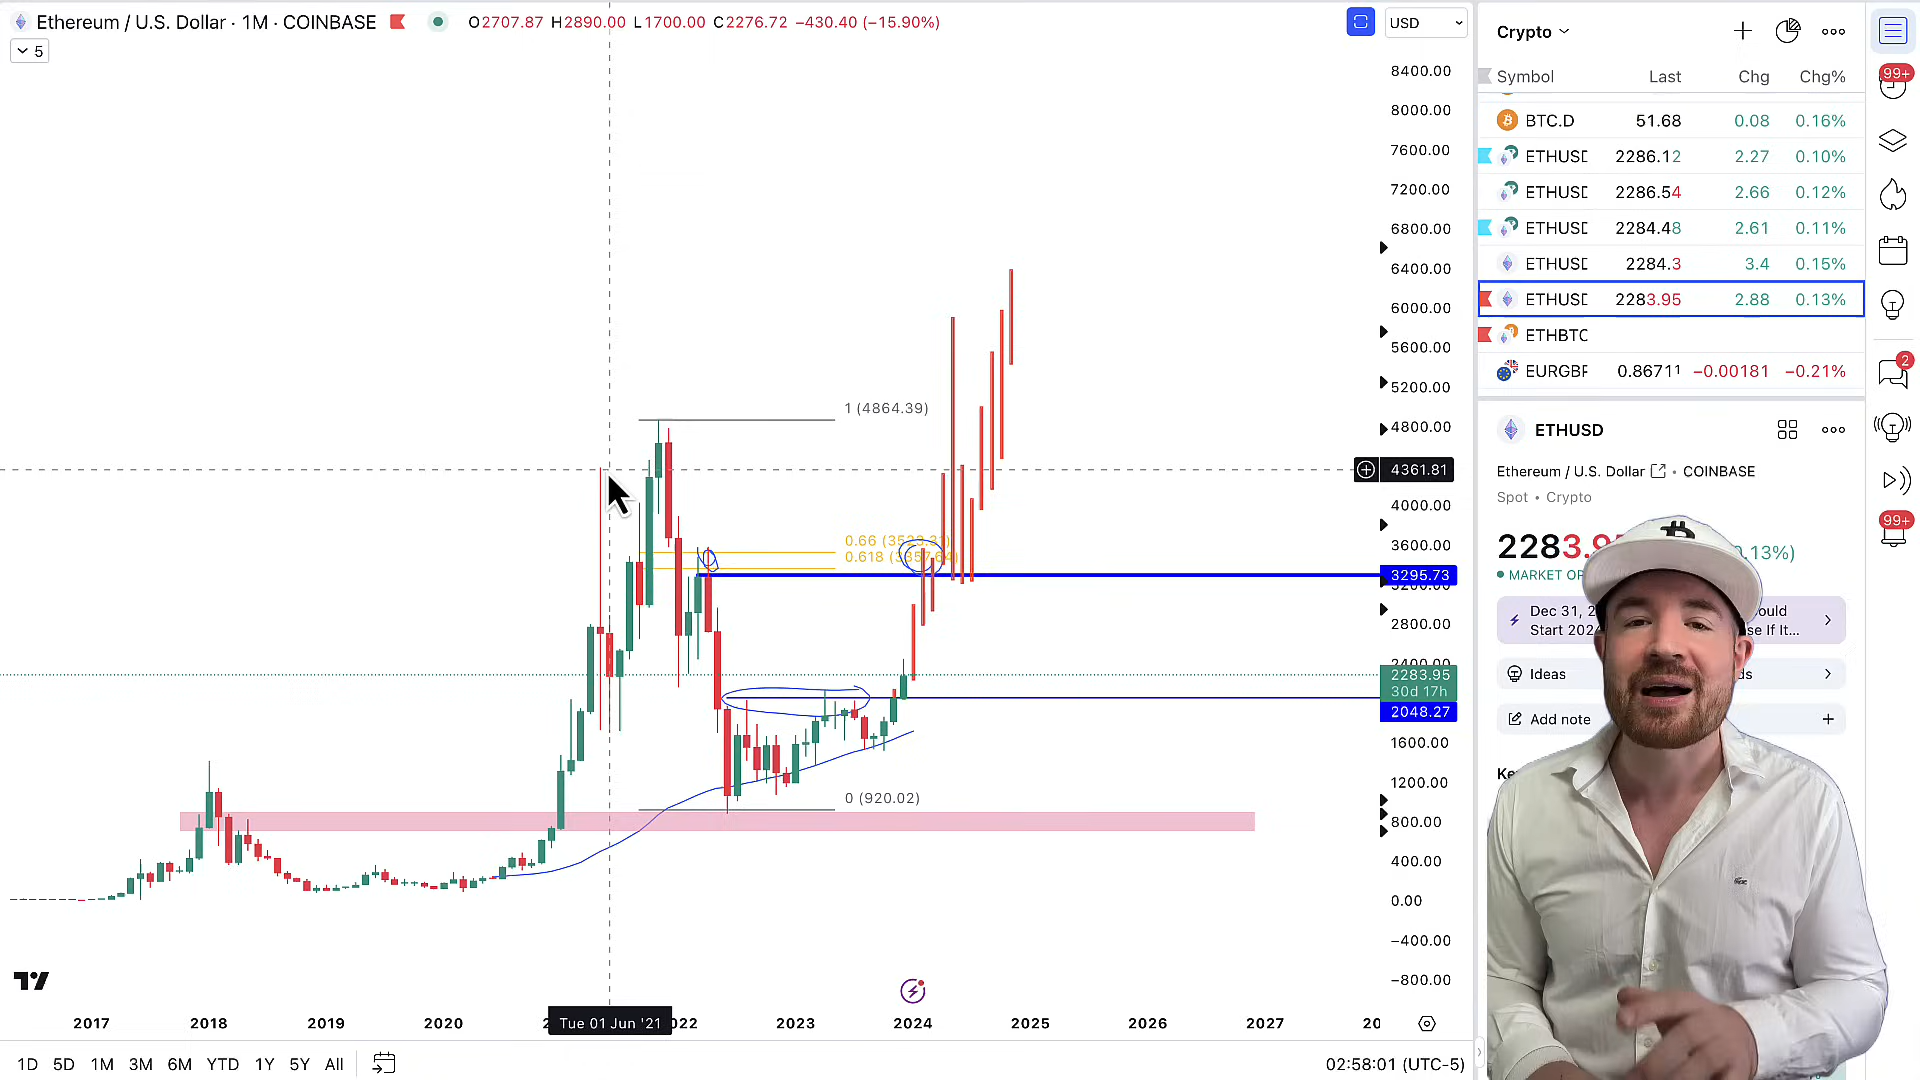 Ethereum / U.S. Dollar · 1M · COINBASE O2707.87 H2890.00 L1700.00 C2276.72 −430.40 (−15.90%)
5
USD
8400.00
8000.00
7600.00
7200.00
6800.00
6400.00
6000.00
5600.00
5200.00
4800.00
4361.81
4000.00
3600.00
3295.73
2800.00
2283.95
30d 17h
2048.27
1600.00
1200.00
800.00
400.00
0.00
−400.00
−800.00
1 (4864.39)
0 (920.02)
2017 2018 2019 2020 Tue 01 Jun '21 2023 2024 2025 2026 2027
1D 5D 1M 3M 6M YTD 1Y 5Y All
02:58:01 (UTC-5)
Crypto
Symbol Last Chg Chg%
BTC.D 51.68 0.08 0.16%
ETHUSD 2286.12 2.27 0.10%
ETHUSD 2286.54 2.66 0.12%
ETHUSD 2284.48 2.61 0.11%
ETHUSD 2284.3 3.4 0.15%
ETHUSD 2283.95 2.88 0.13%
ETHBTC
EURGBP 0.86711 −0.00181 −0.21%
ETHUSD
Ethereum / U.S. Dollar · COINBASE
Spot • Crypto
0.13%)
MARKET
Dec 31,
Start
se If It...
Ideas
Add note
99+
2
99+